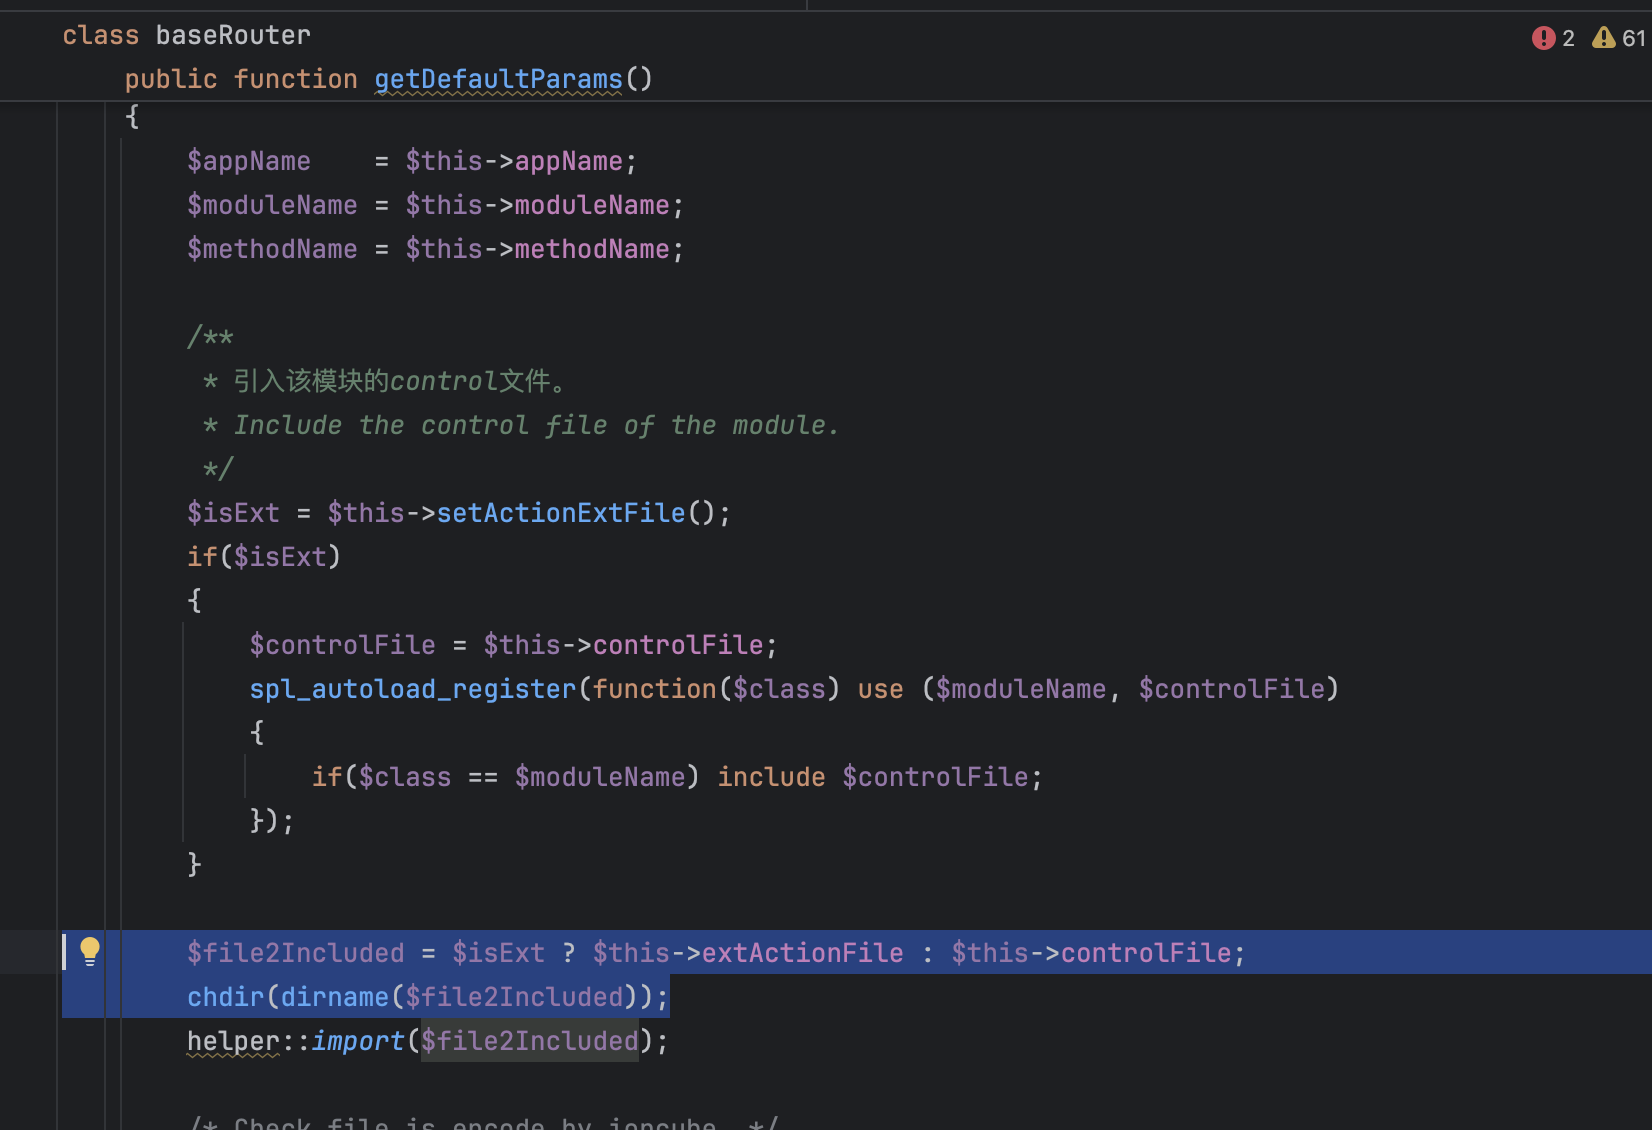 class baseRouter
2 61
public function getDefaultParams()
{
$appName    = $this->appName;
$moduleName = $this->moduleName;
$methodName = $this->methodName;
/**
* 引入该模块的control文件。
* Include the control file of the module.
*/
$isExt = $this->setActionExtFile();
if($isExt)
{
$controlFile = $this->controlFile;
spl_autoload_register(function($class) use ($moduleName, $controlFile)
{
if($class == $moduleName) include $controlFile;
});
}
$file2Included = $isExt ? $this->extActionFile : $this->controlFile;
chdir(dirname($file2Included));
helper::import($file2Included);
/* Check file is encode by ioncube. */